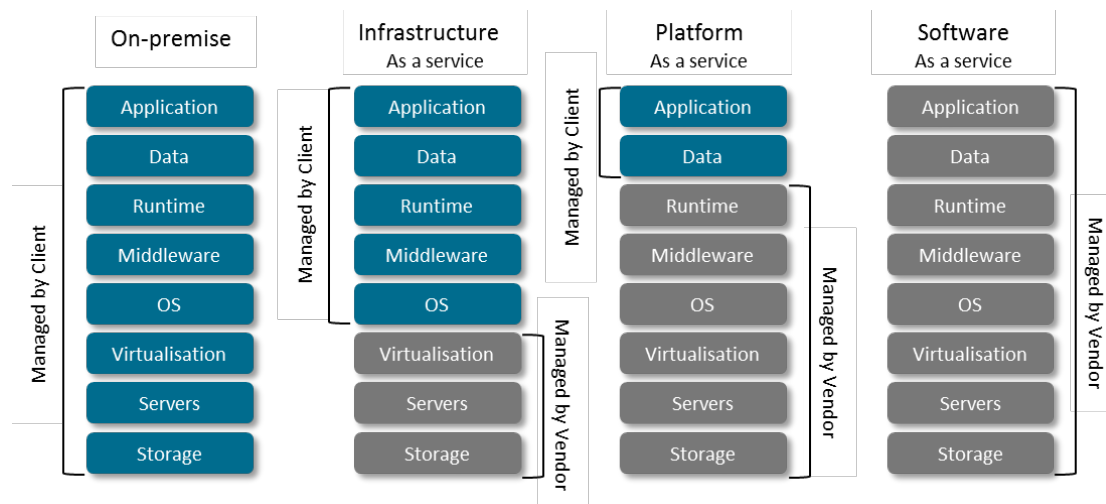 On-premise
Managed by Client
Application
Data
Runtime
Middleware
OS
Virtualisation
Servers
Storage
Infrastructure
As a service
Managed by Client
Application
Data
Runtime
Middleware
OS
Virtualisation
Servers
Storage
Managed by Vendor
Platform
As a service
Managed by Client
Application
Data
Runtime
Middleware
OS
Virtualisation
Servers
Storage
Managed by Vendor
Software
As a service
Application
Data
Runtime
Middleware
OS
Virtualisation
Servers
Storage
Managed by Vendor